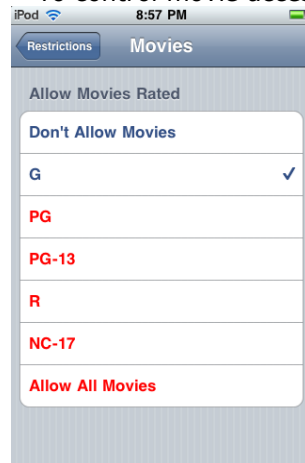 iPod 8:57 PM
Restrictions Movies
Allow Movies Rated
Don't Allow Movies
G
PG
PG-13
R
NC-17
Allow All Movies